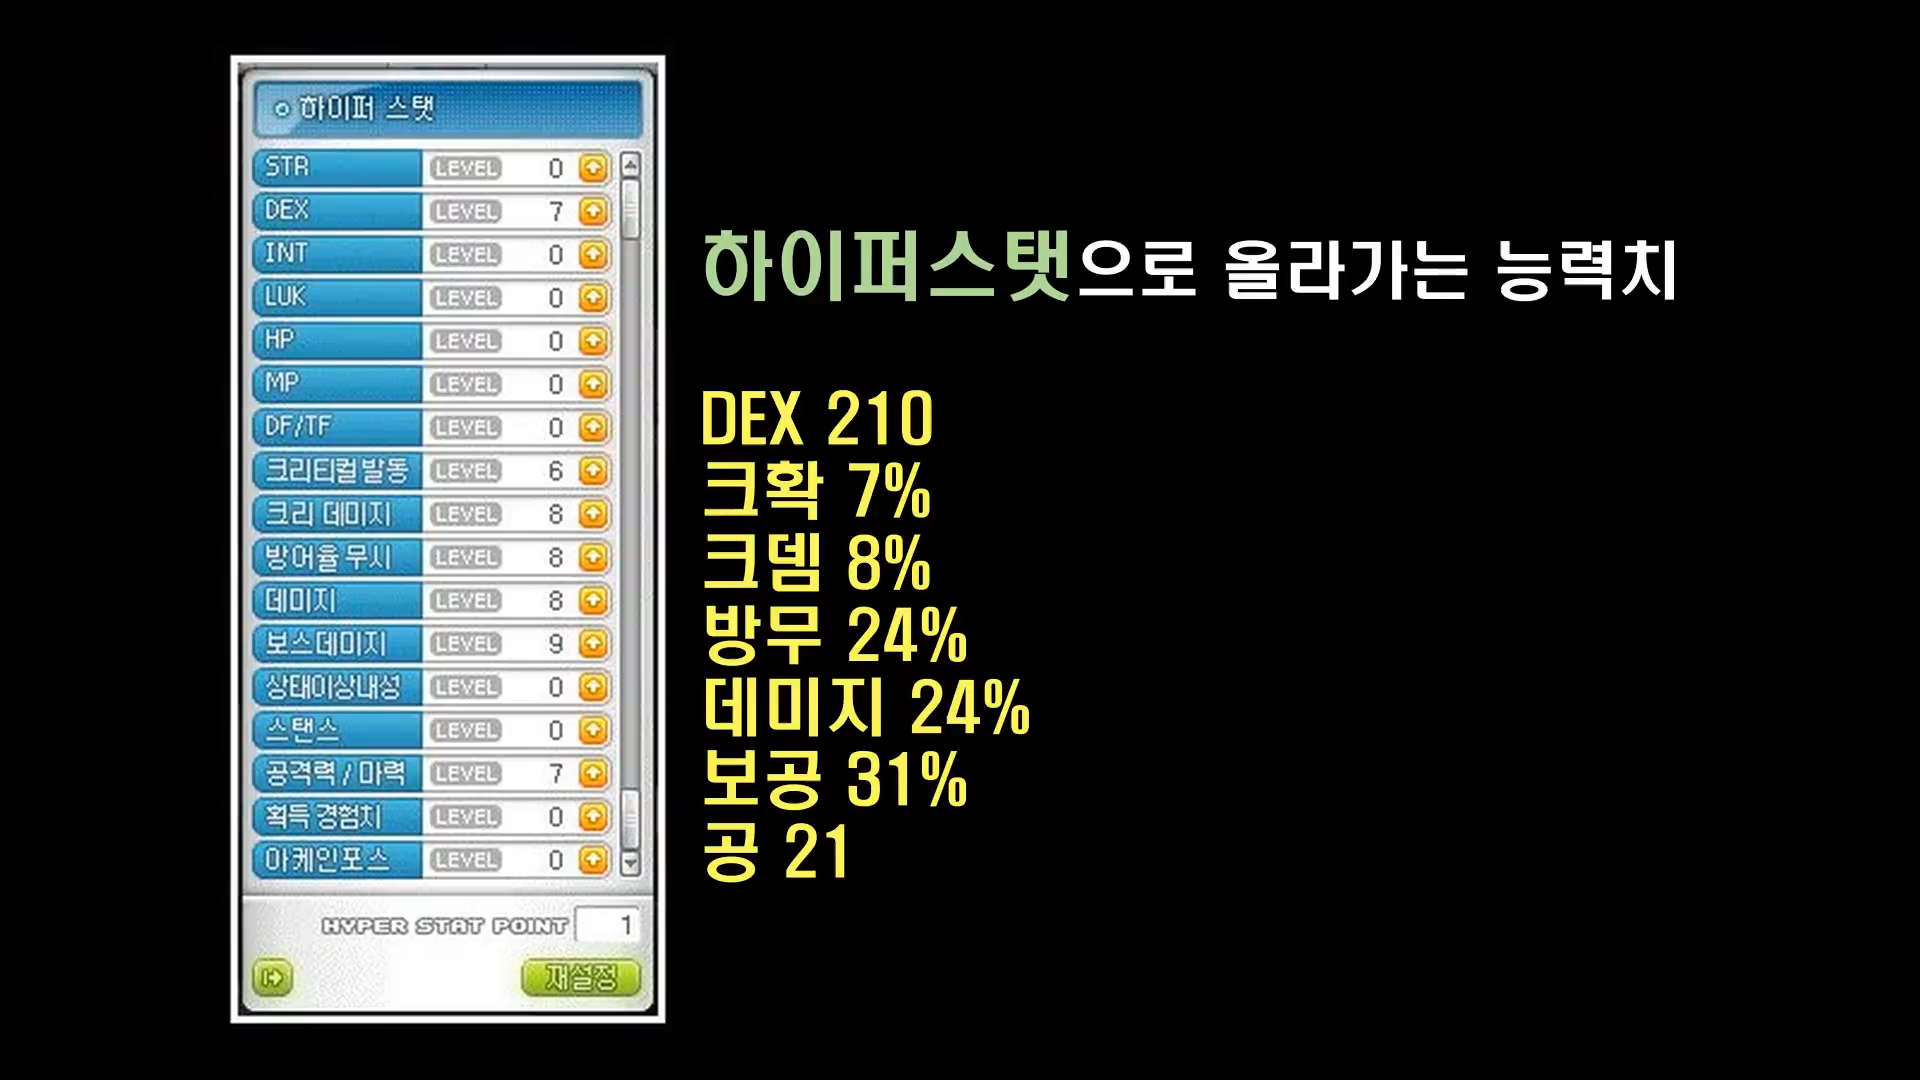 하이퍼 스탯
STR LEVEL 0
DEX LEVEL 7
INT LEVEL 0
LUK LEVEL 0
HP LEVEL 0
MP LEVEL 0
DF/TF LEVEL 0
크리티컬 발동 LEVEL 6
크리 데미지 LEVEL 8
방어율 무시 LEVEL 8
데미지 LEVEL 8
보스데미지 LEVEL 9
상태이상내성 LEVEL 0
스탠스 LEVEL 0
공격력 / 마력 LEVEL 7
획득 경험치 LEVEL 0
아케인포스 LEVEL 0
HYPER STAT POINT 1
재설정
하이퍼스탯으로 올라가는 능력치
DEX 210
크확 7%
크뎀 8%
방무 24%
데미지 24%
보공 31%
공 21